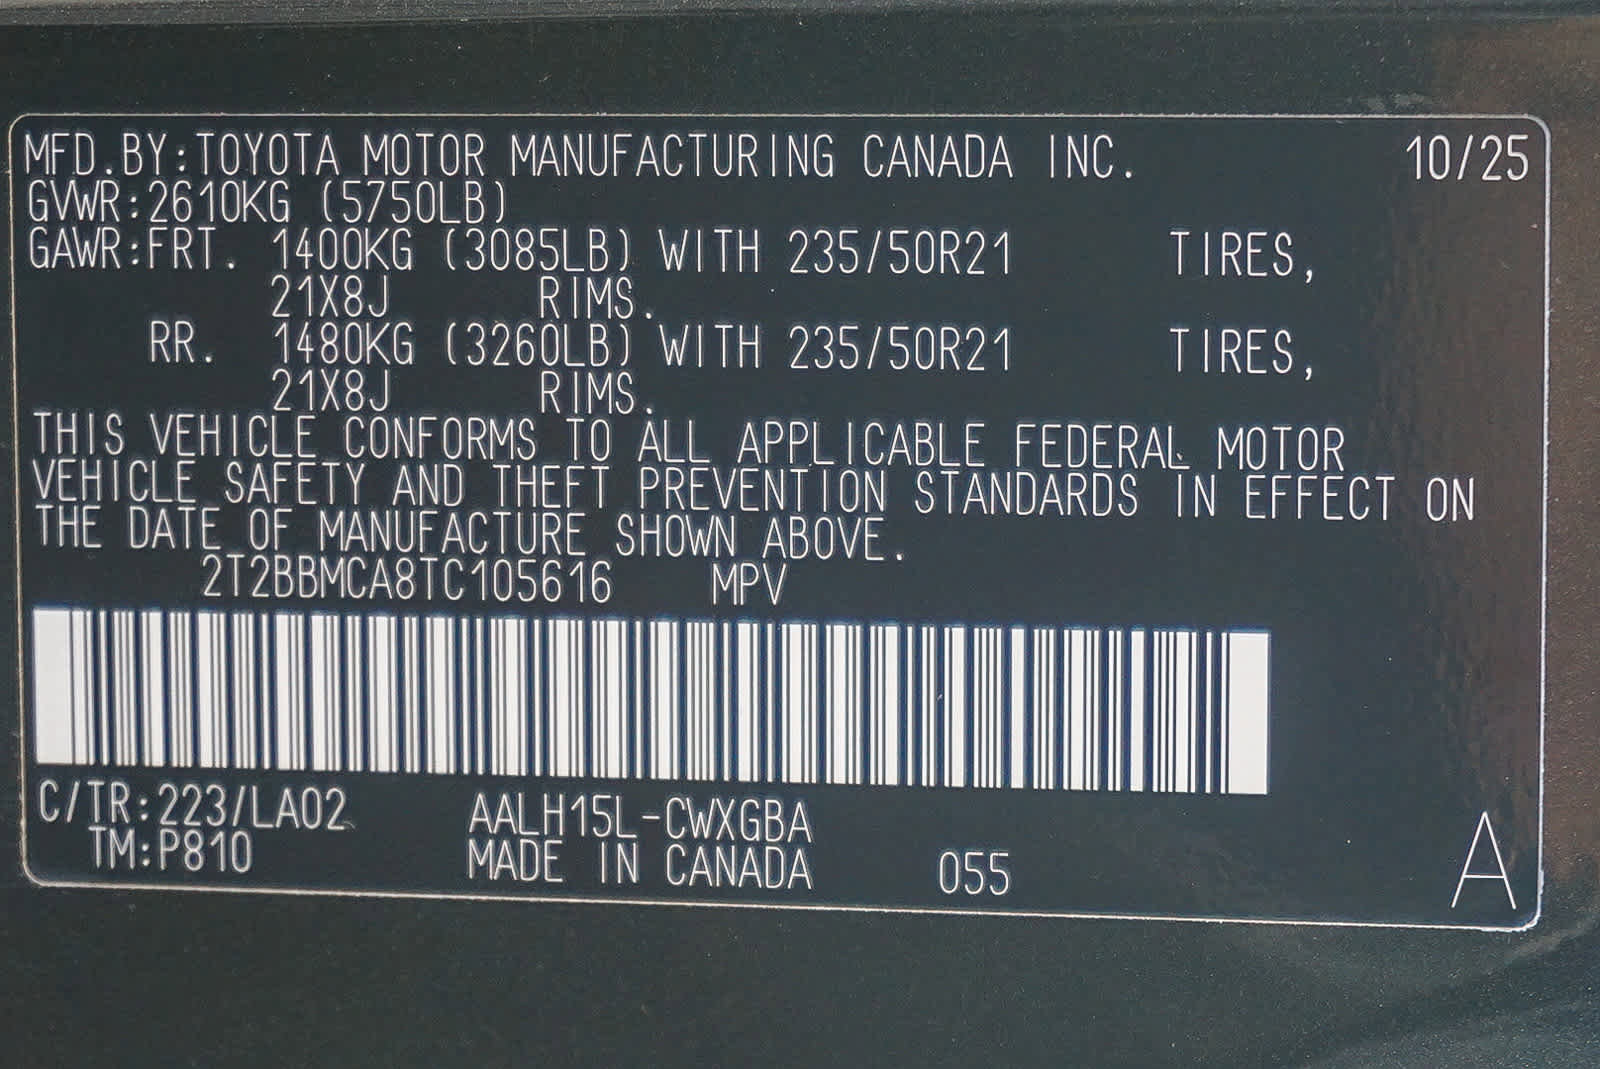 MFD.BY:TOYOTA MOTOR MANUFACTURING CANADA INC. 10/25
GVWR:2610KG (5750LB)
GAWR:FRT. 1400KG (3085LB) WITH 235/50R21 TIRES,
21X8J RIMS.
RR. 1480KG (3260LB) WITH 235/50R21 TIRES,
21X8J RIMS.
THIS VEHICLE CONFORMS TO ALL APPLICABLE FEDERAL MOTOR
VEHICLE SAFETY AND THEFT PREVENTION STANDARDS IN EFFECT ON
THE DATE OF MANUFACTURE SHOWN ABOVE.
2T2BBMCA8TC105616 MPV
C/TR:223/LA02 AALH15L-CWXGBA
TM:P810 MADE IN CANADA 055 A